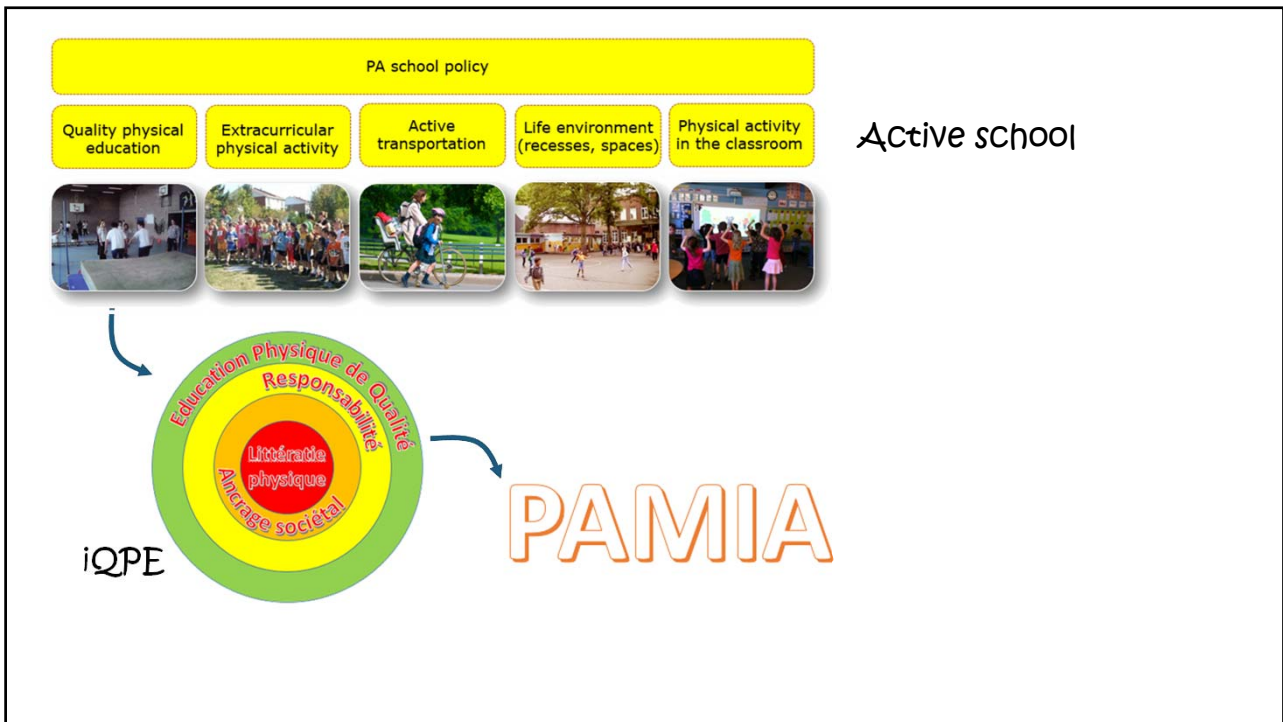 PA school policy
Quality physical
education
Extracurricular
physical activity
Active
transportation
Life environment
(recesses, spaces)
Physical activity
in the classroom
Active school
Education Physique de Qualité
Responsabilité
Littératie
physique
Ancrage sociétal
iQPE
PAMIA